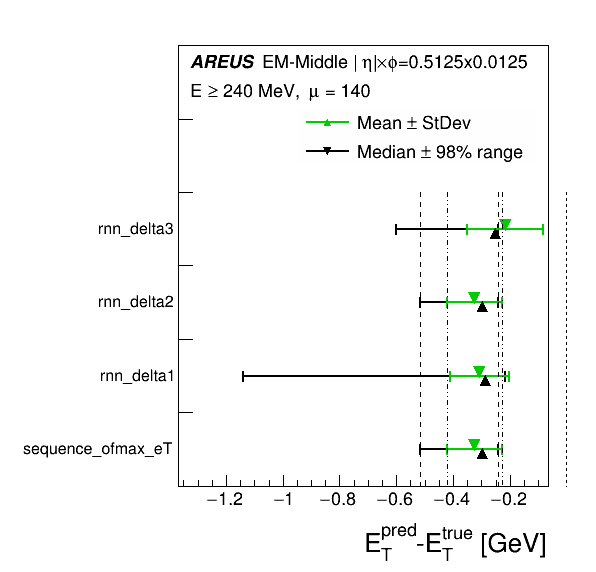 AREUS EM-Middle | η|×ϕ=0.5125x0.0125
E ≥ 240 MeV, μ = 140
Mean ± StDev
Median ± 98% range
rnn_delta3
rnn_delta2
rnn_delta1
sequence_ofmax_eT
−1.2 −1 −0.8 −0.6 −0.4 −0.2
E_T^pred-E_T^true [GeV]